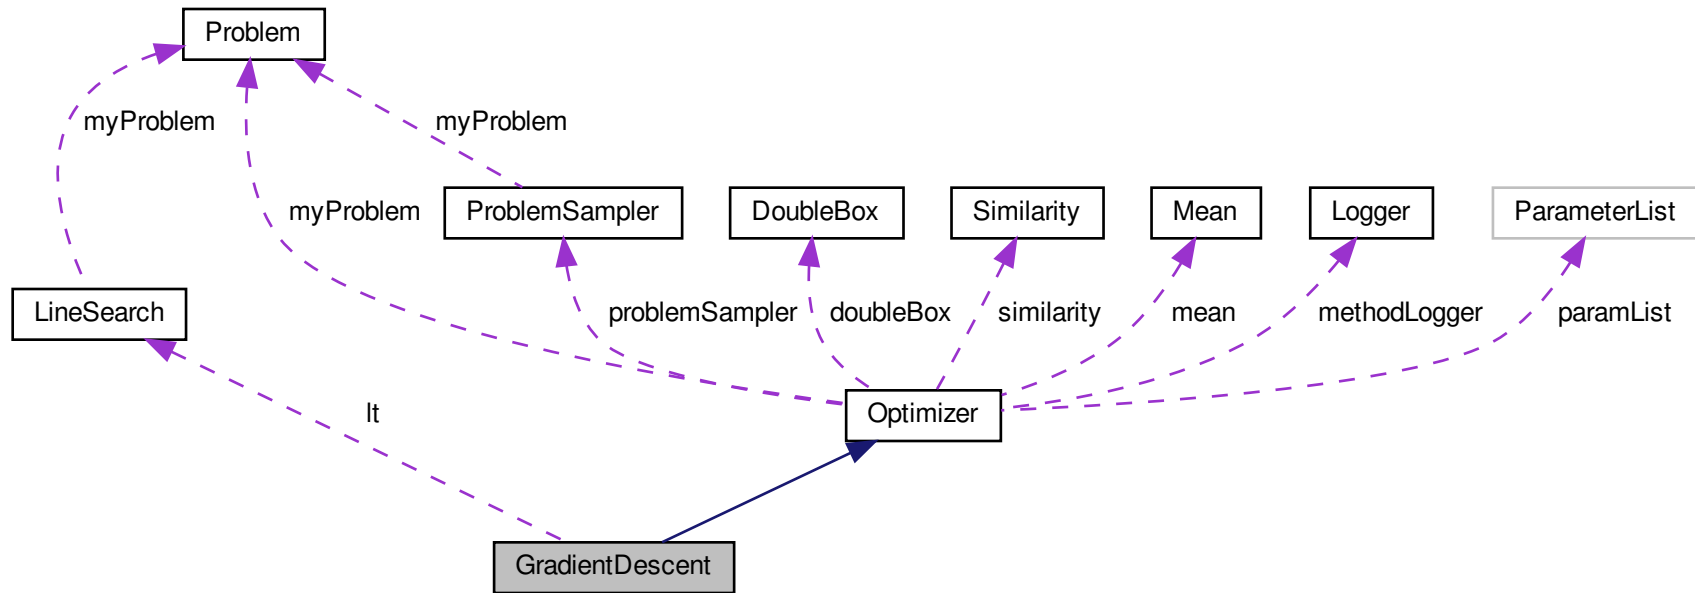 Problem
myProblem
myProblem
myProblem
ProblemSampler
DoubleBox
Similarity
Mean
Logger
ParameterList
LineSearch
problemSampler
doubleBox
similarity
mean
methodLogger
paramList
lt
Optimizer
GradientDescent